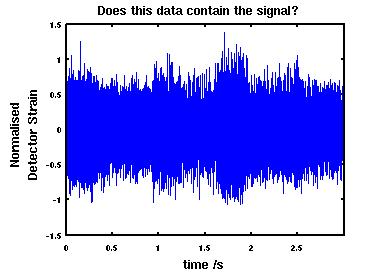 Does this data contain the signal?
1.5
1
0.5
0
-0.5
-1
-1.5
Normalised
Detector Strain
0 0.5 1 1.5 2 2.5
time /s